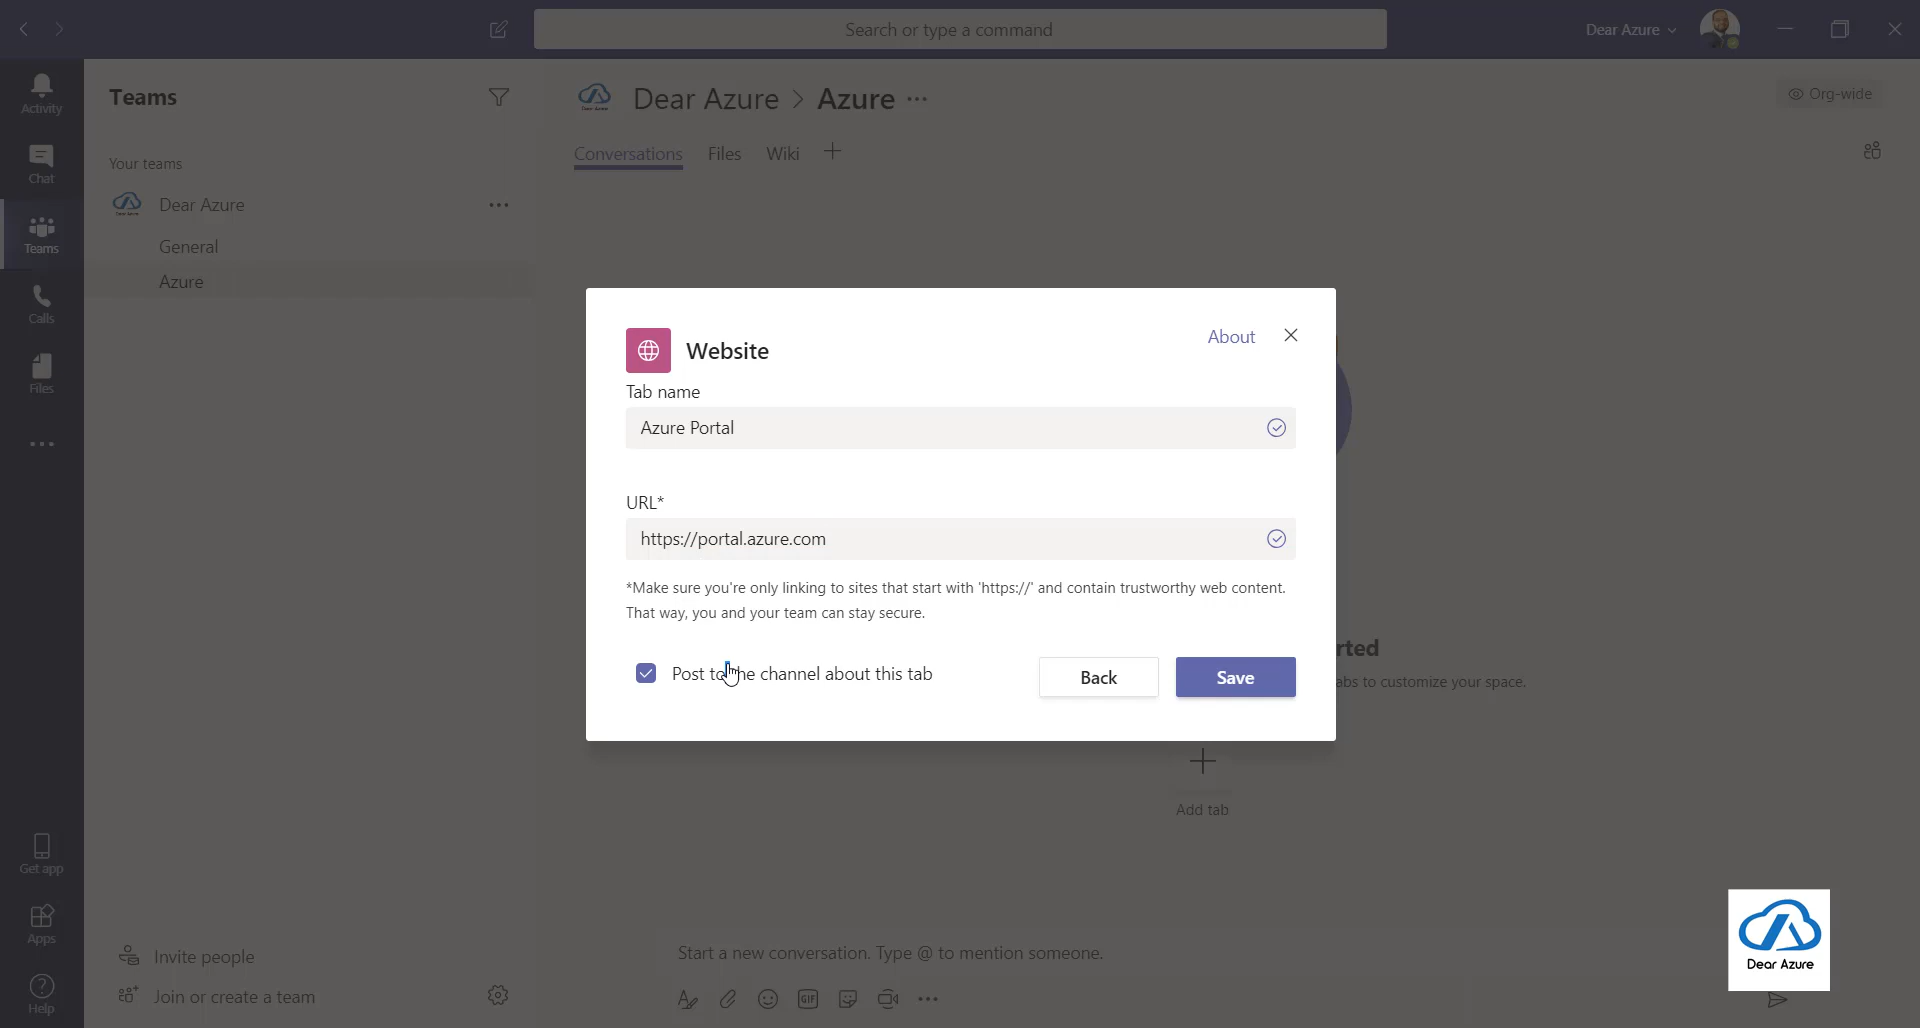 Search or type a command
Dear Azure
Activity
Chat
Teams
Calls
Files
Get app
Apps
Help
Teams
Your teams
Dear Azure
General
Azure
Invite people
Join or create a team
Dear Azure
Dear Azure > Azure
Org-wide
Conversations Files Wiki
Website
About
Tab name
Azure Portal
URL*
https://portal.azure.com
*Make sure you're only linking to sites that start with 'https://' and contain trustworthy web content.
That way, you and your team can stay secure.
Post to the channel about this tab
Back
Save
rted
abs to customize your space.
Add tab
Start a new conversation. Type @ to mention someone.
GIF
Dear Azure